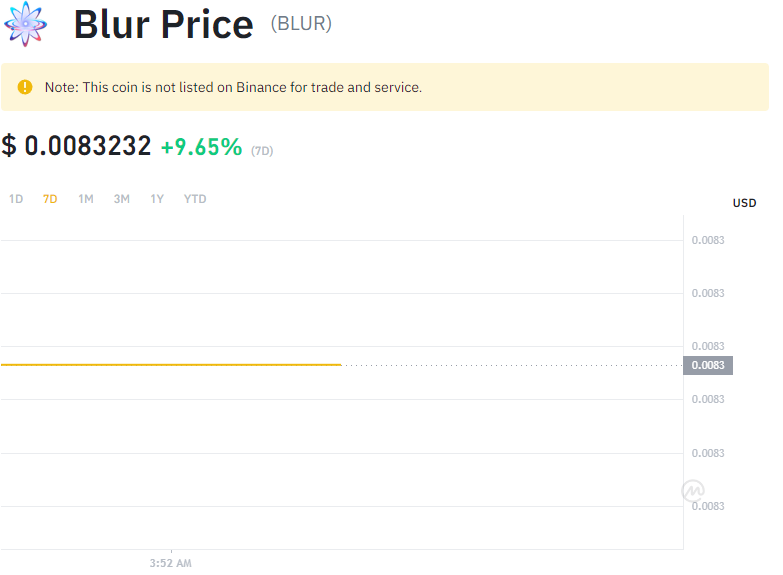 Blur Price (BLUR)
Note: This coin is not listed on Binance for trade and service.
$ 0.0083232 +9.65% (7D)
1D 7D 1M 3M 1Y YTD
USD
0.0083
0.0083
0.0083
0.0083
0.0083
0.0083
0.0083
3:52 AM